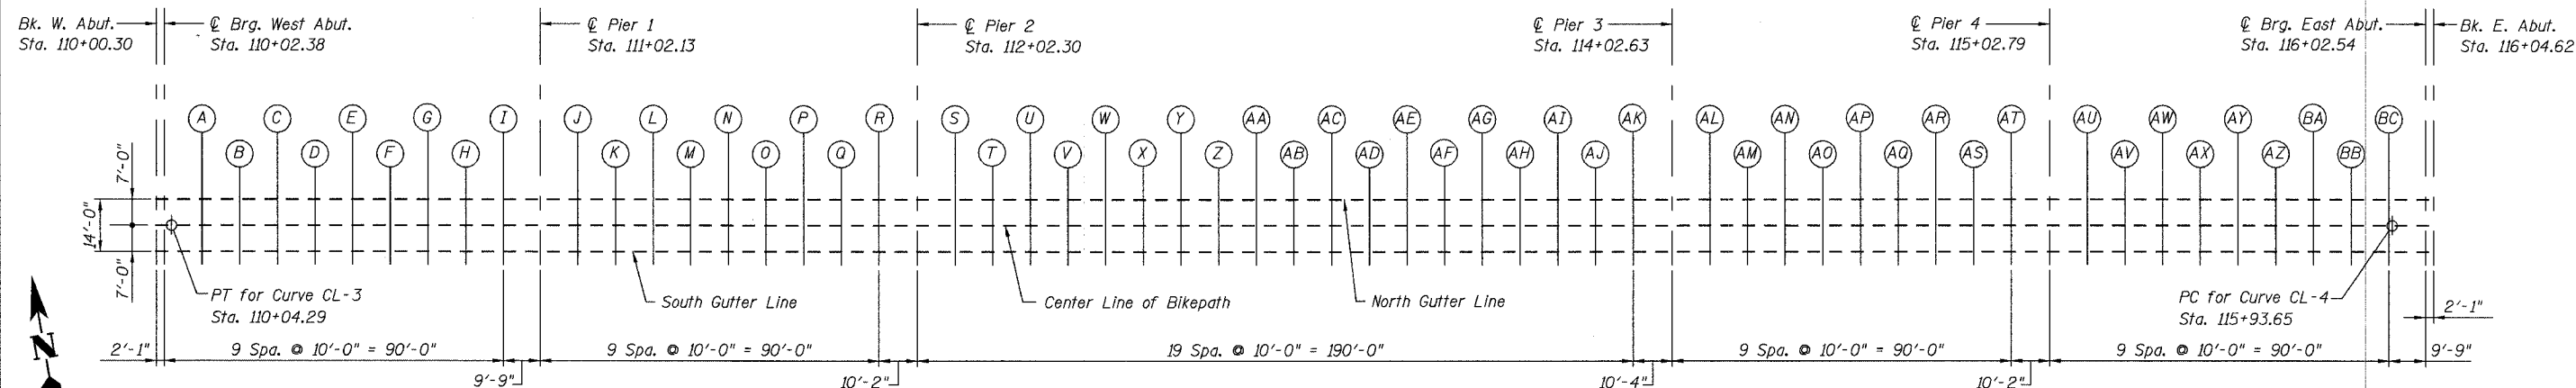 Bk. W. Abut.
Sta. 110+00.30
℄ Brg. West Abut.
Sta. 110+02.38
℄ Pier 1
Sta. 111+02.13
℄ Pier 2
Sta. 112+02.30
℄ Pier 3
Sta. 114+02.63
℄ Pier 4
Sta. 115+02.79
℄ Brg. East Abut.
Sta. 116+02.54
Bk. E. Abut.
Sta. 116+04.62
A C E G I J L N P R S U W Y AA AC AE AG AI AK AL AN AP AR AT AU AW AY BA BC
B D F H K M O Q T V X Z AB AD AF AH AJ AM AO AQ AS AV AX AZ BB
7'-0"
14'-0"
7'-0"
PT for Curve CL-3
Sta. 110+04.29
South Gutter Line
Center Line of Bikepath
North Gutter Line
PC for Curve CL-4
Sta. 115+93.65
2'-1"
N
2'-1"
9 Spa. @ 10'-0" = 90'-0"
9 Spa. @ 10'-0" = 90'-0"
19 Spa. @ 10'-0" = 190'-0"
9 Spa. @ 10'-0" = 90'-0"
9 Spa. @ 10'-0" = 90'-0"
9'-9"
9'-9"
10'-2"
10'-4"
10'-2"